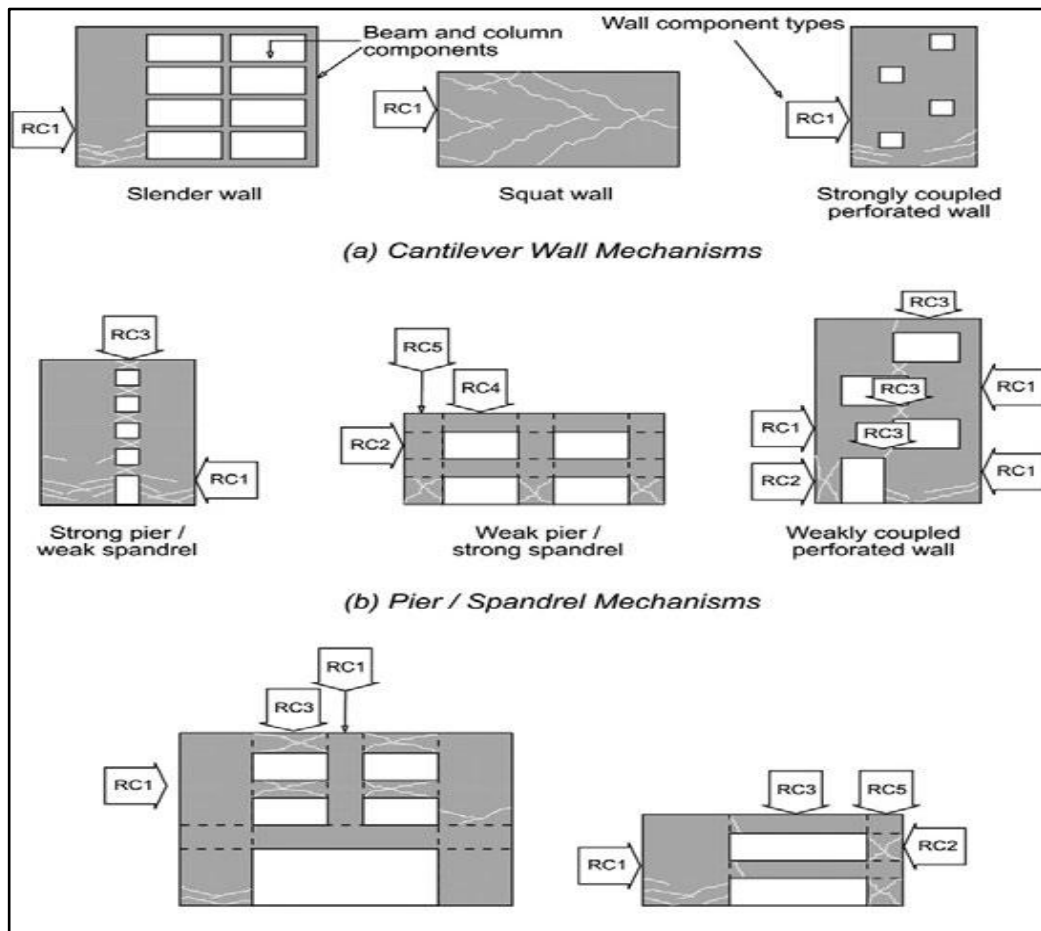 Beam and column
components
Wall component types
RC1
RC1
RC1
Slender wall
Squat wall
Strongly coupled
perforated wall
(a) Cantilever Wall Mechanisms
RC3
RC1
Strong pier /
weak spandrel
RC5
RC4
RC2
Weak pier /
strong spandrel
RC3
RC3
RC1
RC1
RC3
RC2
RC1
Weakly coupled
perforated wall
(b) Pier / Spandrel Mechanisms
RC1
RC3
RC1
RC3
RC5
RC1
RC2